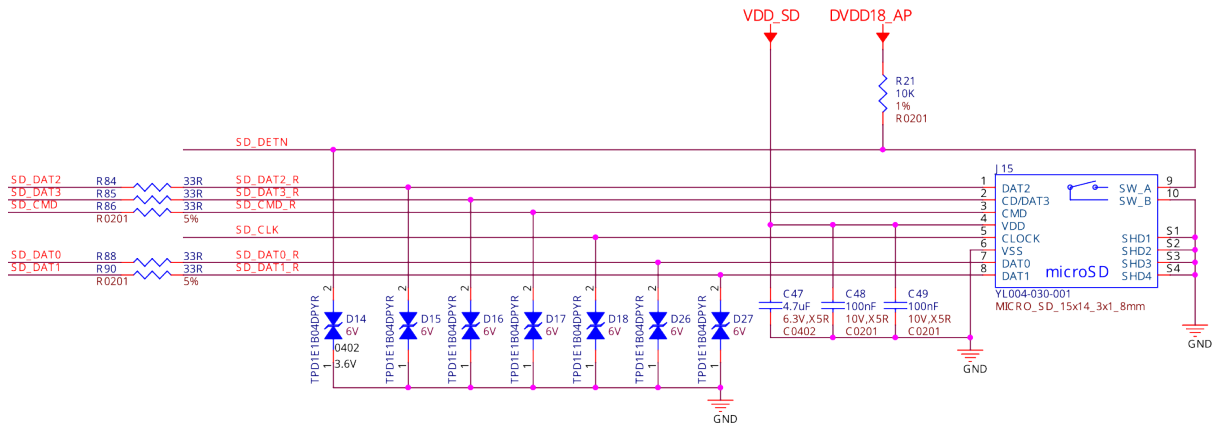 VDD_SD
DVDD18_AP
R21
10K
1%
R0201
SD_DETN
J15
SD_DAT2 R84 33R SD_DAT2_R 1 DAT2 SW_A 9
SD_DAT3 R85 33R SD_DAT3_R 2 CD/DAT3 SW_B 10
SD_CMD R86 33R SD_CMD_R 3 CMD
R0201 5%
4 VDD
SD_CLK 5 CLOCK SHD1 S1
6 VSS SHD2 S2
SD_DAT0 R88 33R SD_DAT0_R 7 DAT0 SHD3 S3
SD_DAT1 R90 33R SD_DAT1_R 8 DAT1 SHD4 S4
R0201 5%
microSD
YL004-030-001
MICRO_SD_15x14_3x1_8mm
2 2 2 2 2 2 2
C47
4.7uF
6.3V,X5R
C0402
C48
100nF
10V,X5R
C0201
C49
100nF
10V,X5R
C0201
TPD1E1B04DPYR
D14
6V
0402
3.6V
TPD1E1B04DPYR
D15
6V
TPD1E1B04DPYR
D16
6V
TPD1E1B04DPYR
D17
6V
TPD1E1B04DPYR
D18
6V
TPD1E1B04DPYR
D26
6V
TPD1E1B04DPYR
D27
6V
1 1 1 1 1 1 1
GND
GND
GND